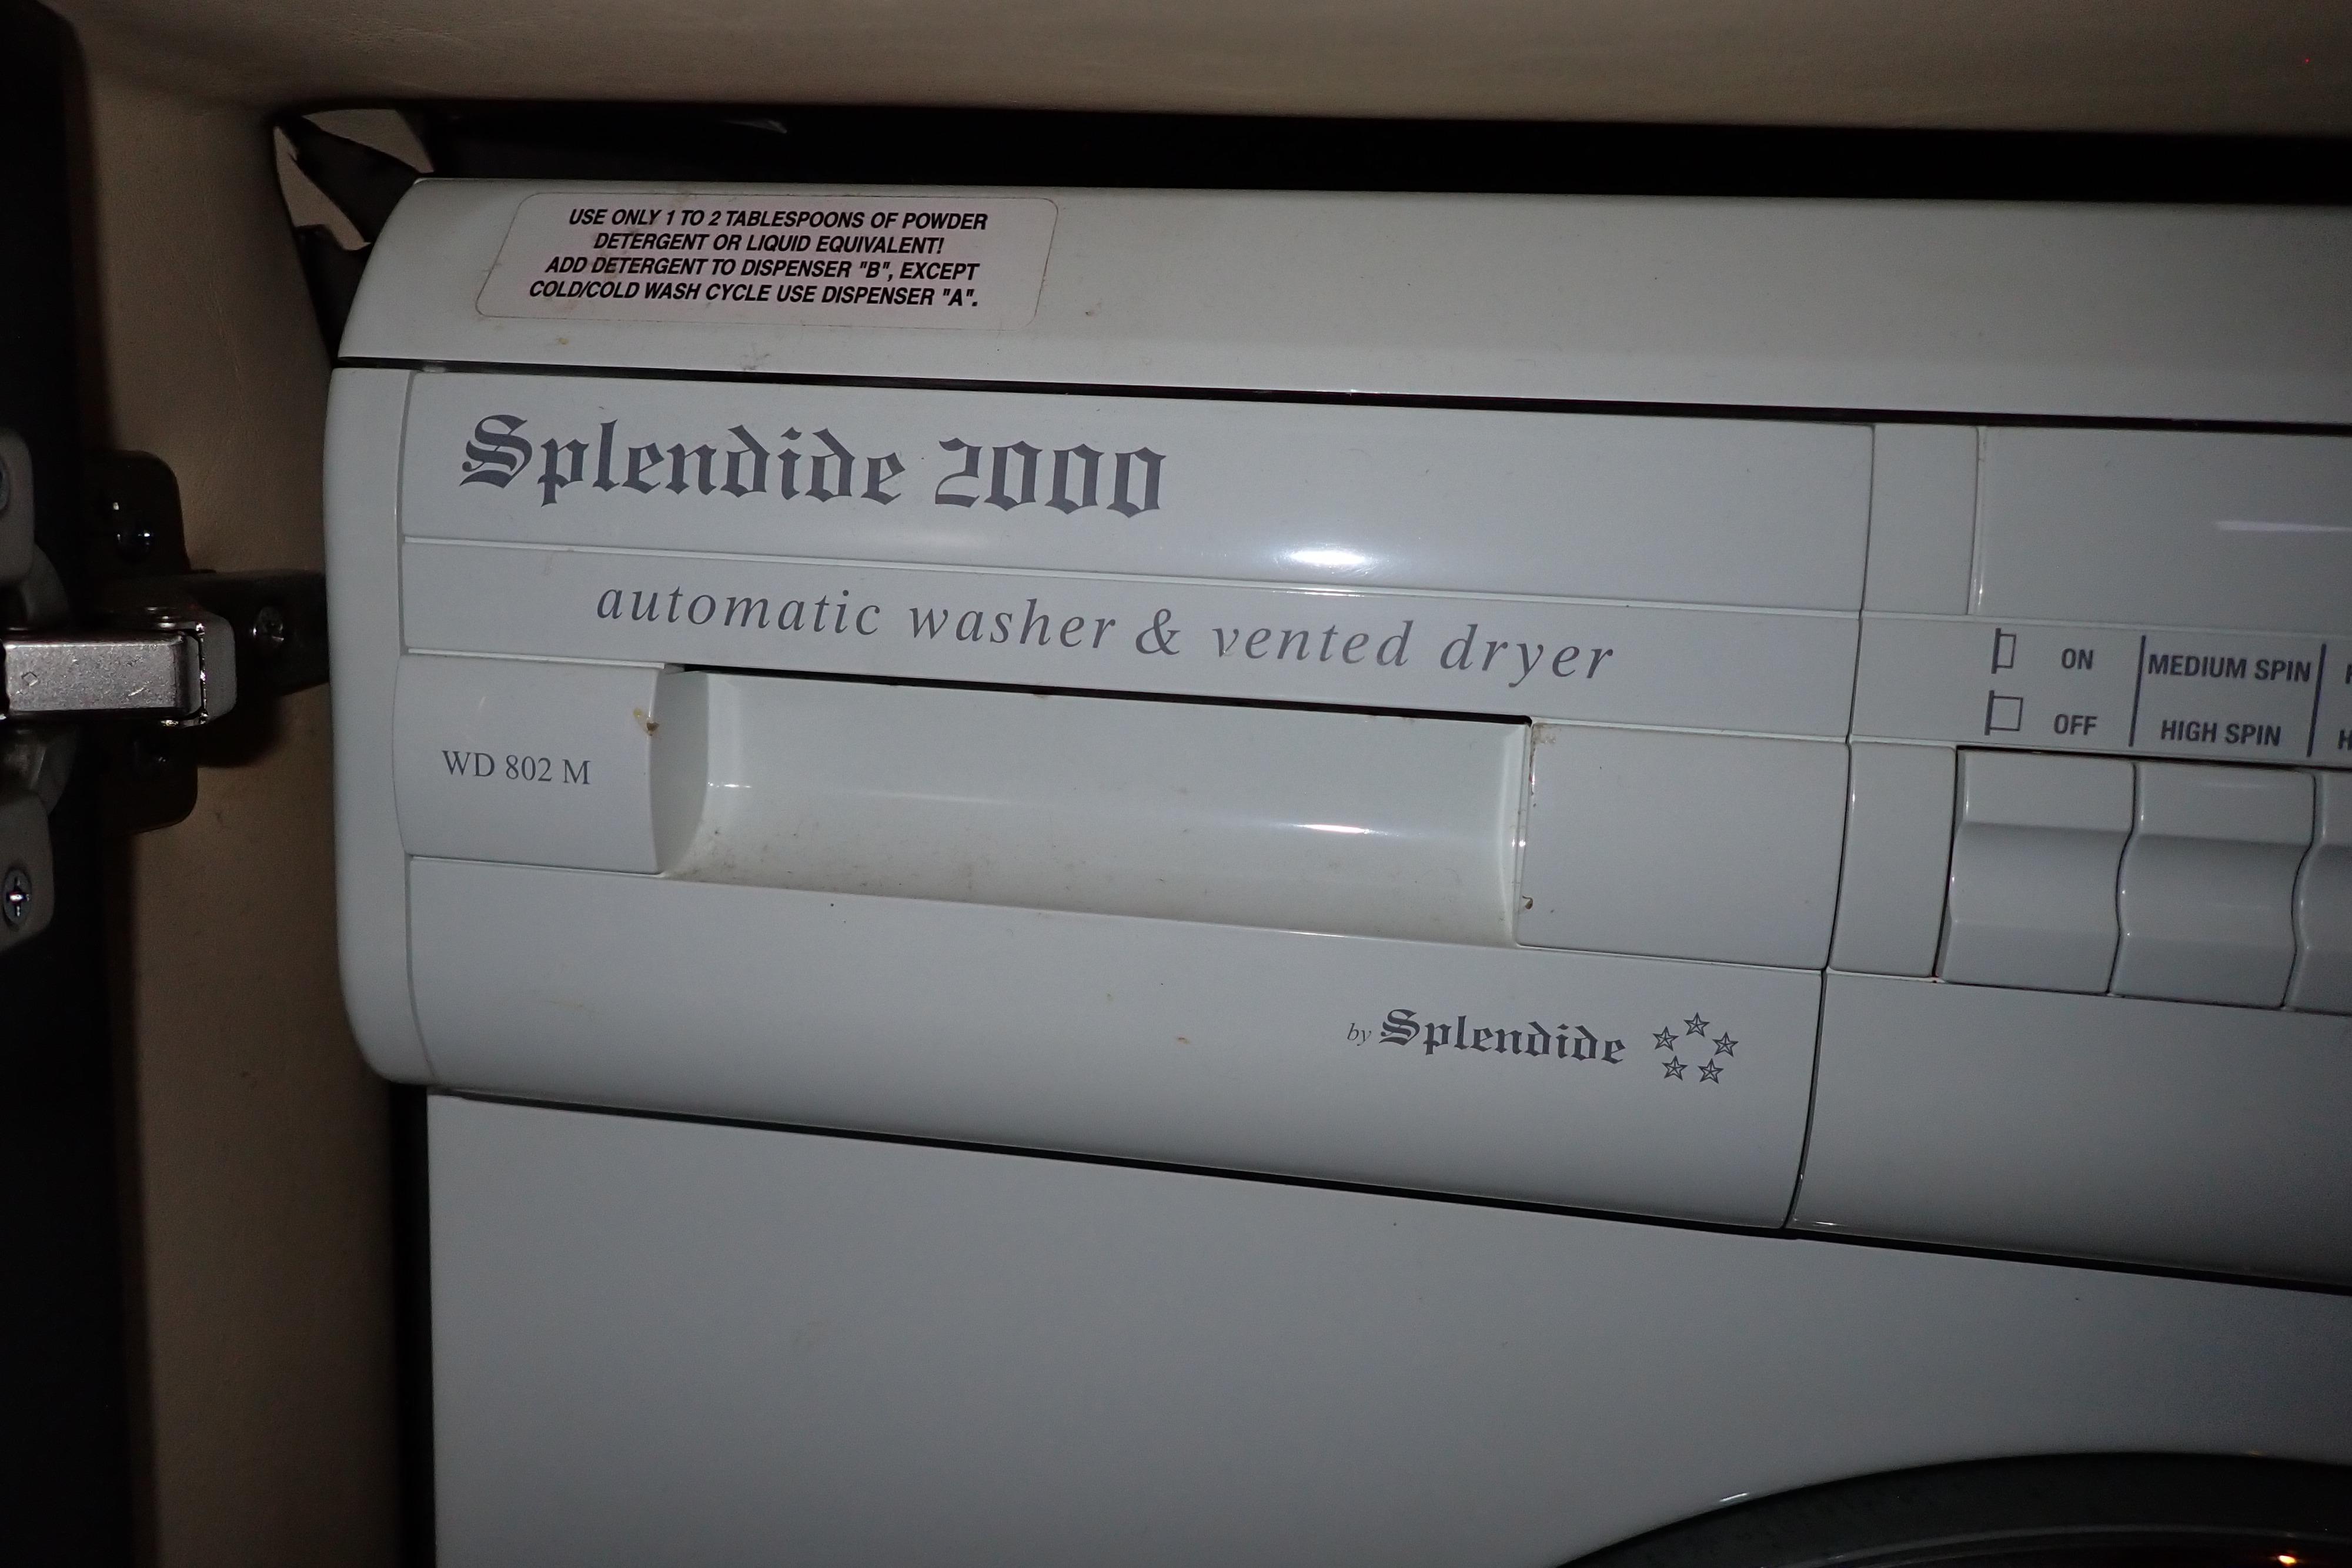 USE ONLY 1 TO 2 TABLESPOONS OF POWDER
DETERGENT OR LIQUID EQUIVALENT!
ADD DETERGENT TO DISPENSER "B", EXCEPT
COLD/COLD WASH CYCLE USE DISPENSER "A".
Splendide 2000
automatic washer & vented dryer
WD 802 M
ON
MEDIUM SPIN
OFF
HIGH SPIN
by Splendide